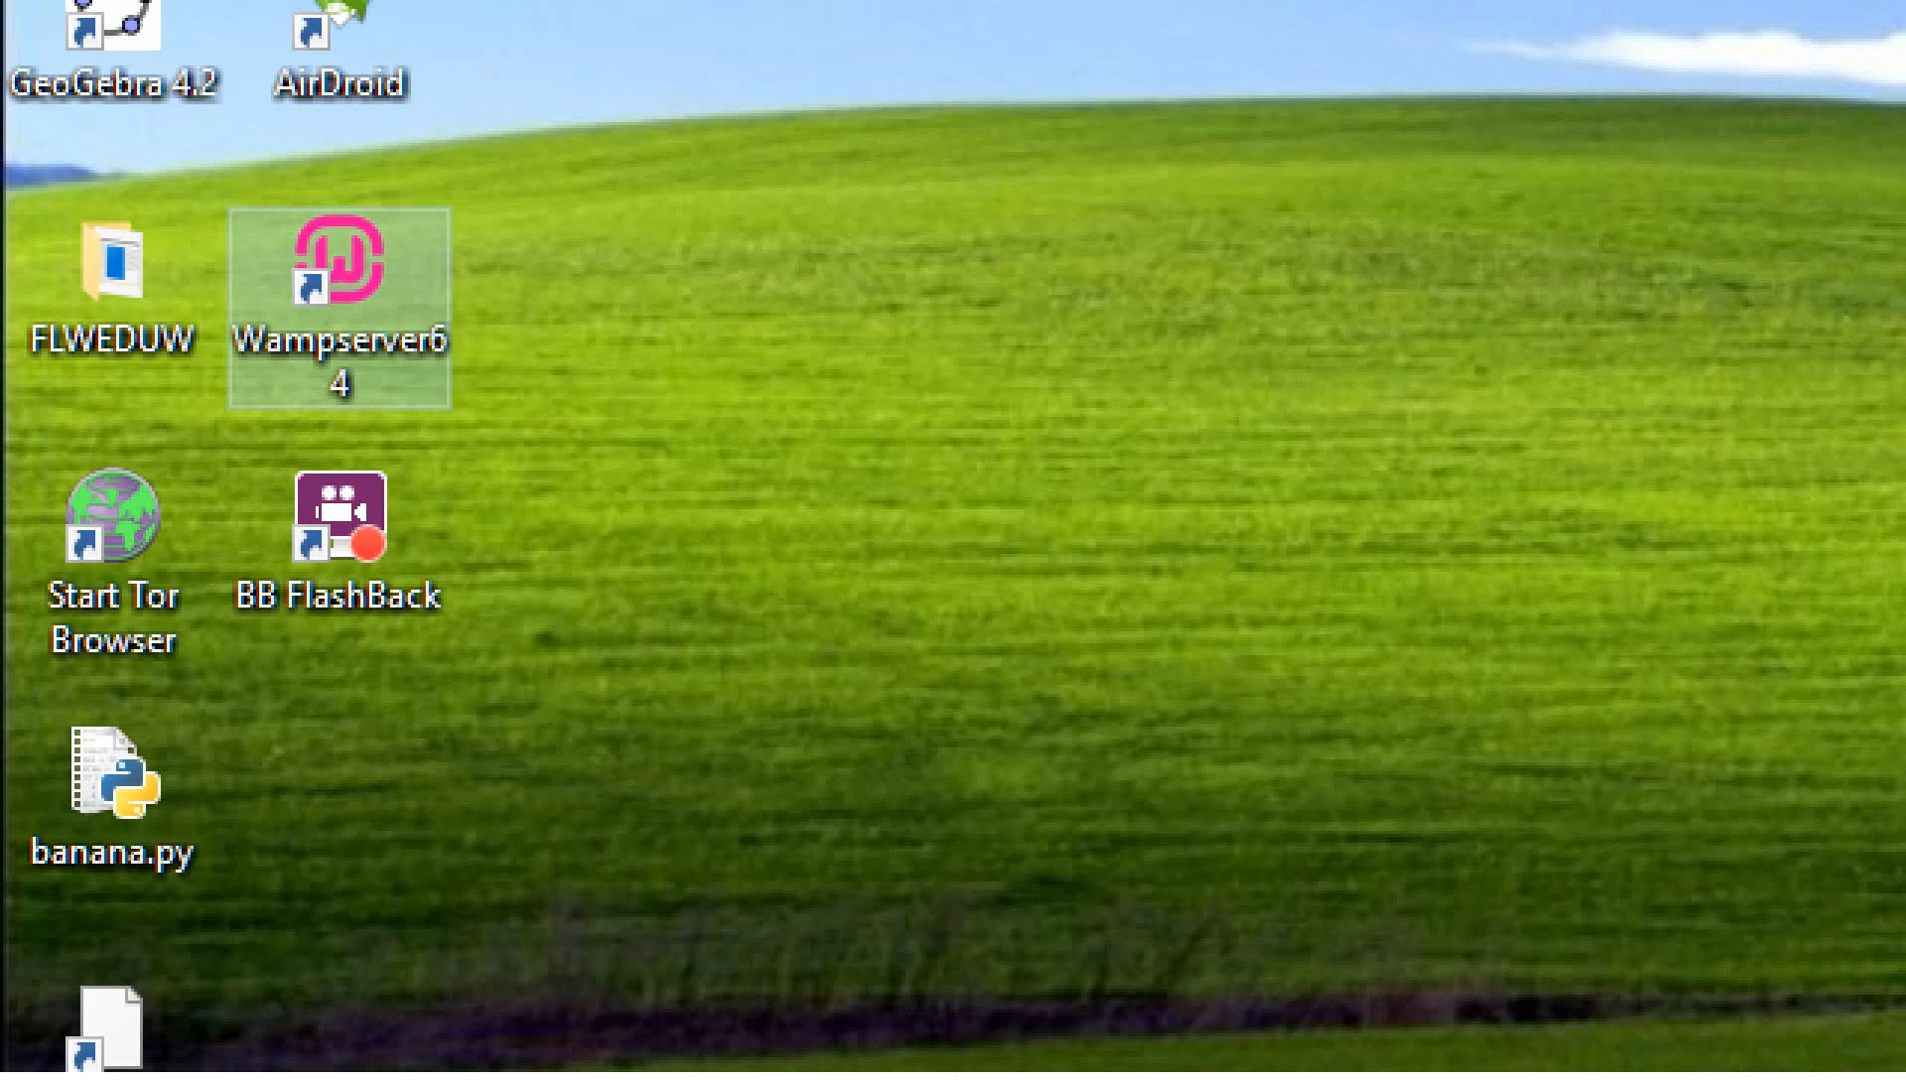 GeoGebra 4.2
AirDroid
FLWEDUW
Wampserver6
4
Start Tor
Browser
BB FlashBack
banana.py